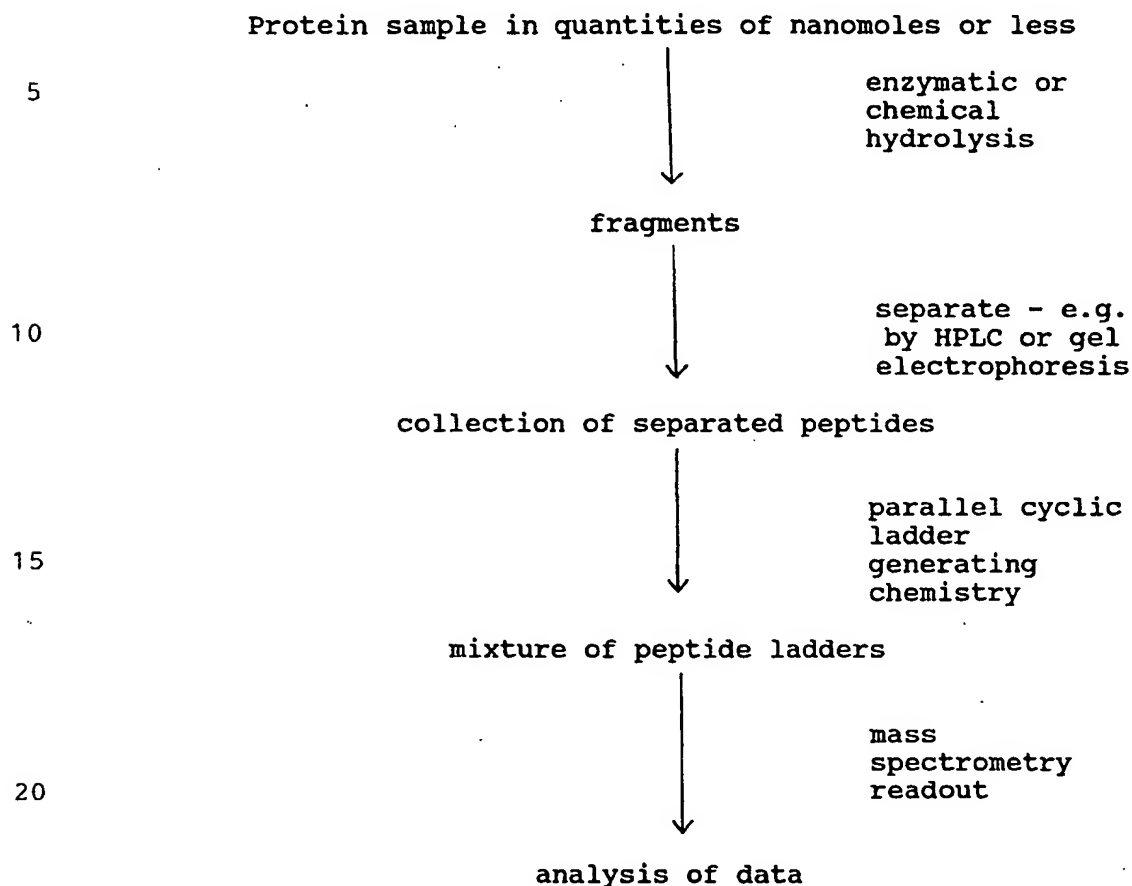 Protein sample in quantities of nanomoles or less
5
enzymatic or
chemical
hydrolysis
fragments
10
separate - e.g.
by HPLC or gel
electrophoresis
collection of separated peptides
parallel cyclic
ladder
15
generating
chemistry
mixture of peptide ladders
mass
spectrometry
20
readout
analysis of data